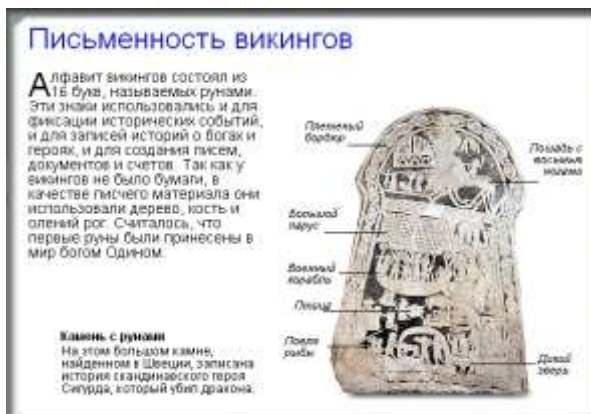 Письменность викингов
Алфавит викингов состоял из
16 букв, называемых рунами.
Эти знаки использовались и для
фиксации исторических событий,
и для записей историй о богах и
героях, и для создания писем,
документов и счетов. Так как у
викингов не было бумаги, в
качестве писчего материала они
использовали дерево, кость и
олений рог. Считалось, что
первые руны были принесены в
мир богом Одином.
Плетеный
бордюр
Лошадь с
восьмью
ногами
Большой
парус
Военный
корабль
Птица
Ловля
рыбы
Дикий
зверь
Камень с рунами
На этом большом камне,
найденном в Швеции, записана
история скандинавского героя
Сигурда, который убил дракона.